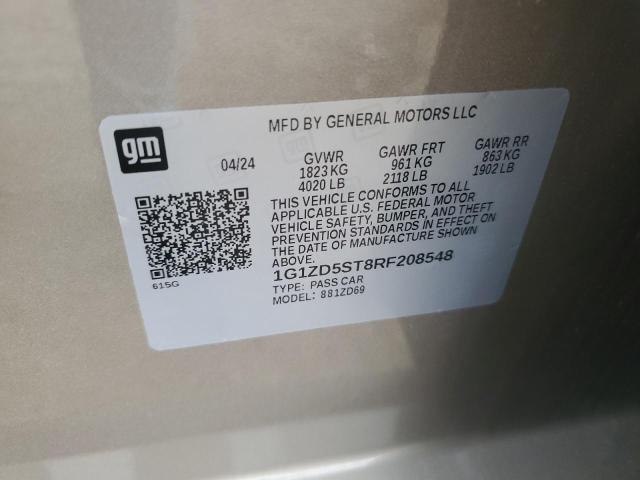 gm
MFD BY GENERAL MOTORS LLC
04/24 GVWR GAWR FRT GAWR RR
1823 KG 961 KG 863 KG
4020 LB 2118 LB 1902 LB
THIS VEHICLE CONFORMS TO ALL
APPLICABLE U.S. FEDERAL MOTOR
VEHICLE SAFETY, BUMPER, AND THEFT
PREVENTION STANDARDS IN EFFECT ON
THE DATE OF MANUFACTURE SHOWN
ABOVE.
1G1ZD5ST8RF208548
TYPE: PASS CAR
MODEL: 881ZD69
615G